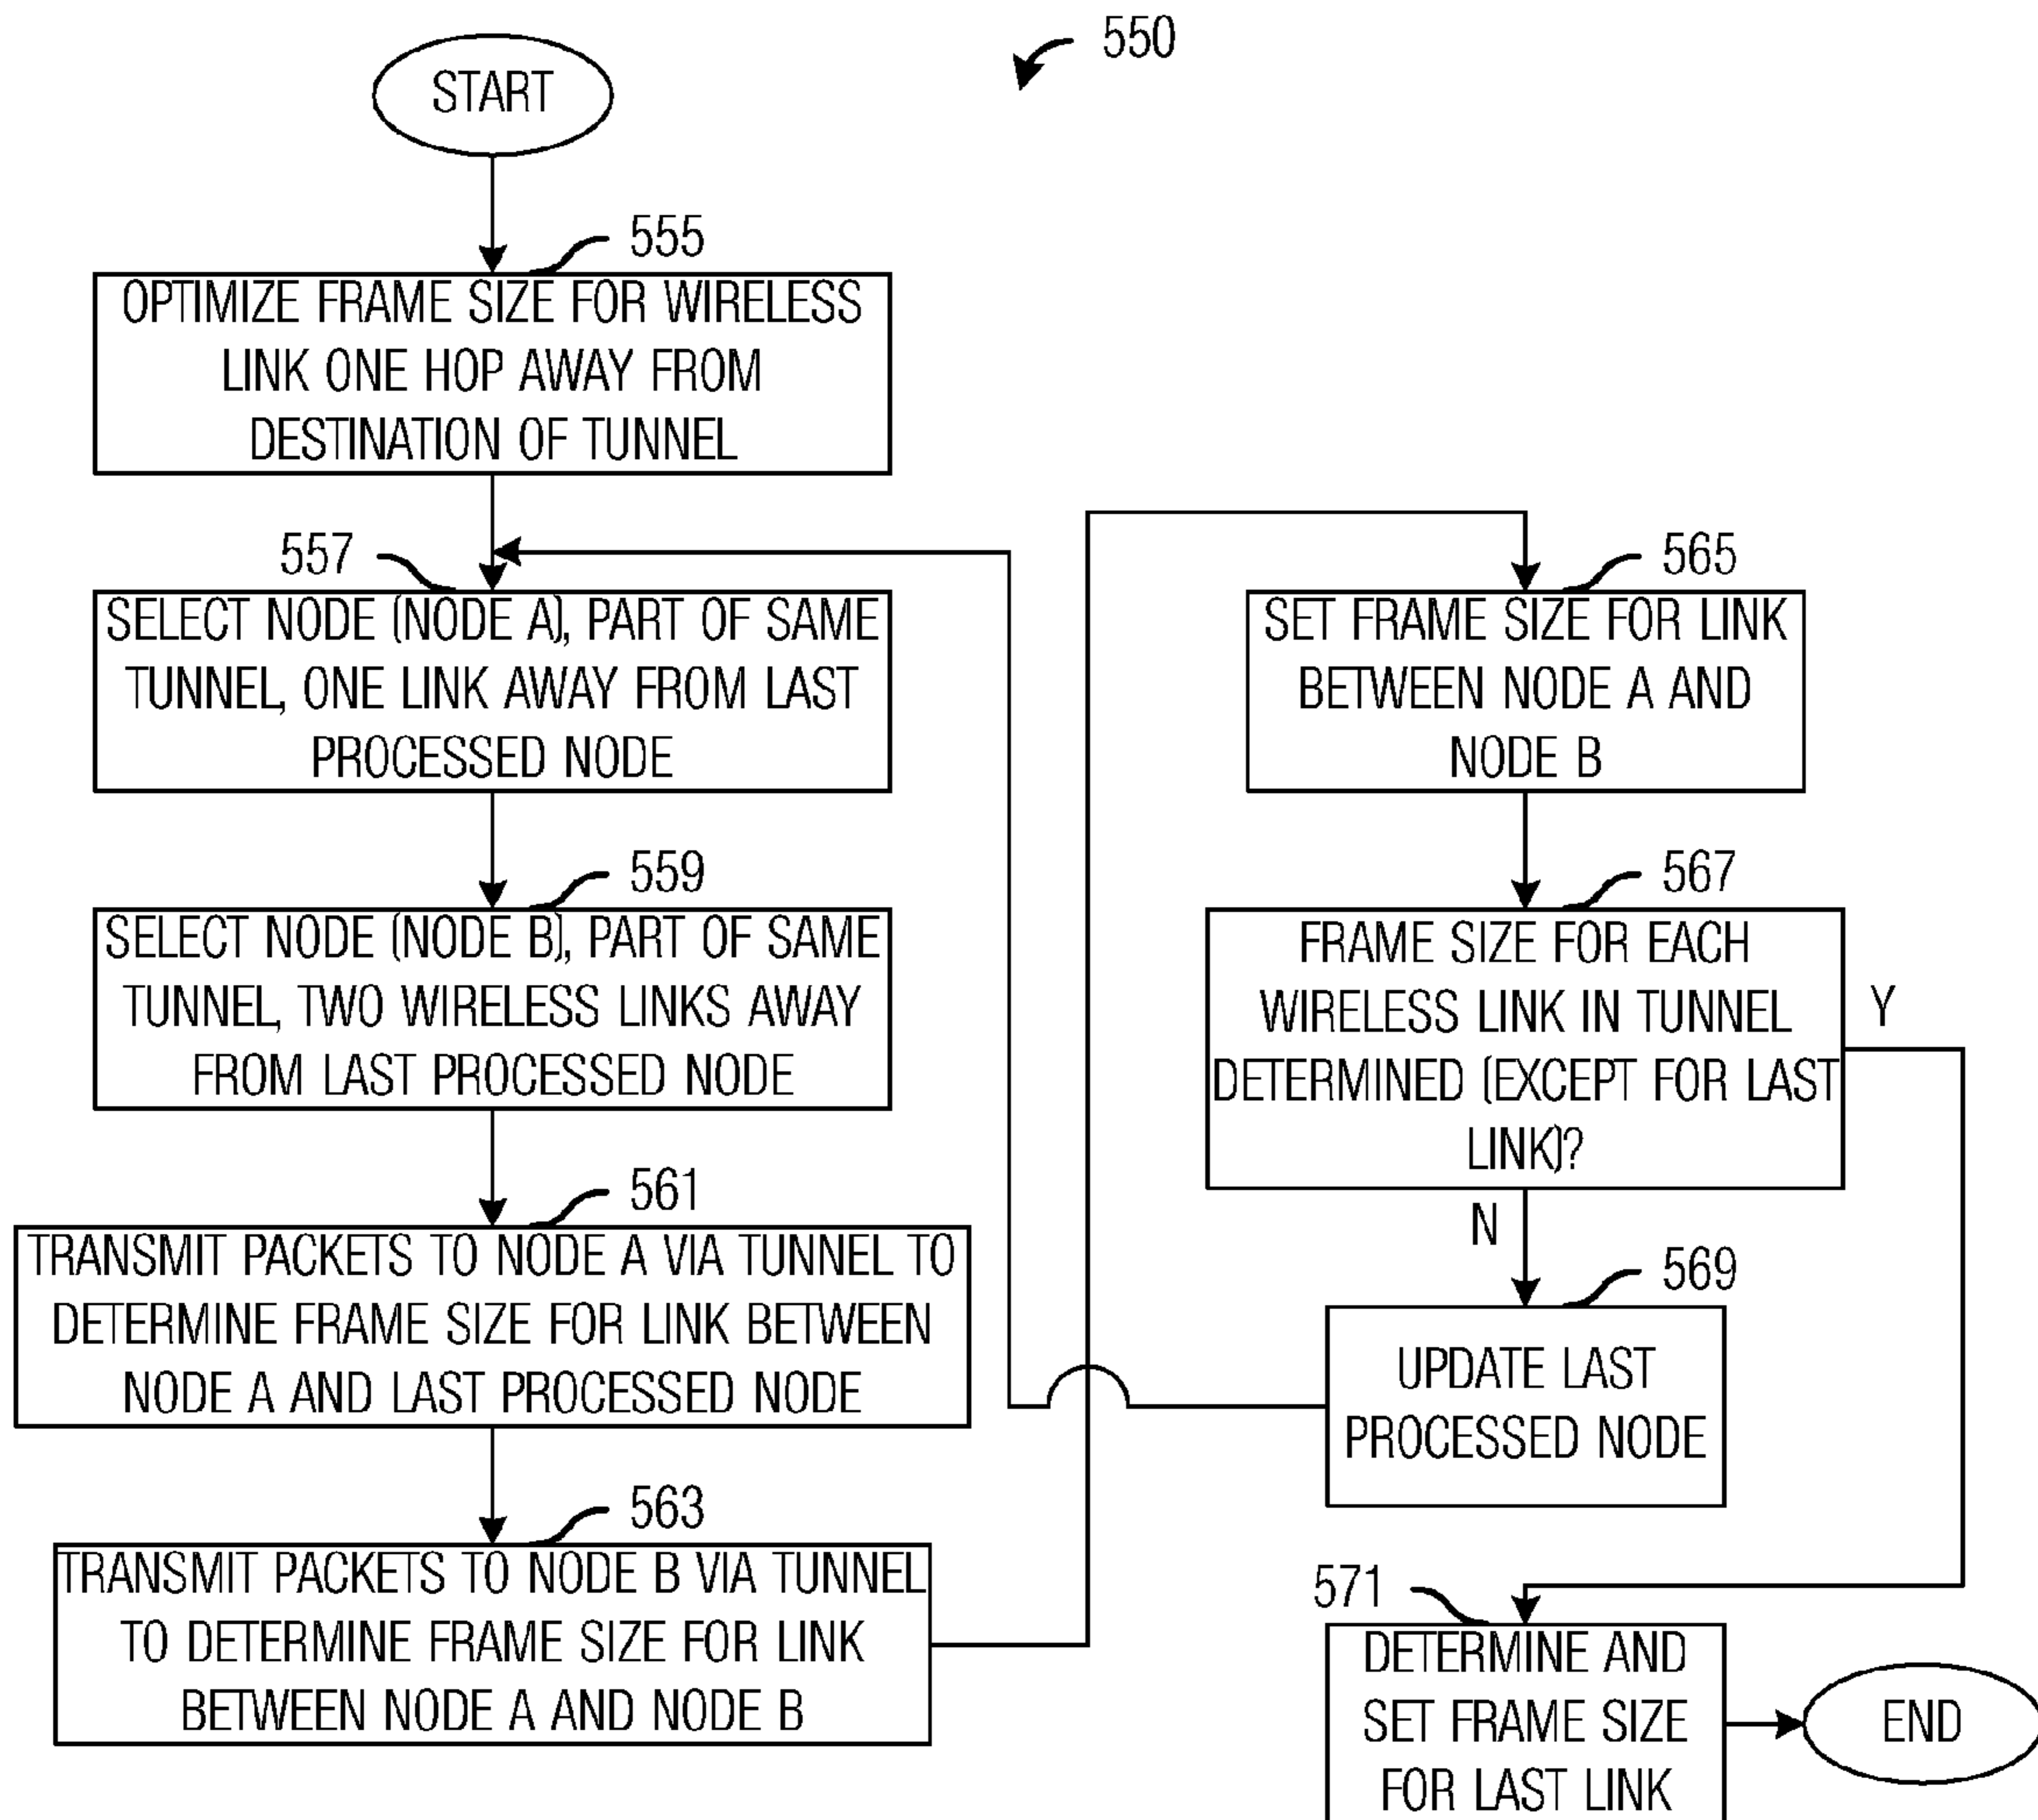 550
START
555
OPTIMIZE FRAME SIZE FOR WIRELESS
LINK ONE HOP AWAY FROM
DESTINATION OF TUNNEL
557
SELECT NODE (NODE A), PART OF SAME
TUNNEL, ONE LINK AWAY FROM LAST
PROCESSED NODE
559
SELECT NODE (NODE B), PART OF SAME
TUNNEL, TWO WIRELESS LINKS AWAY
FROM LAST PROCESSED NODE
561
TRANSMIT PACKETS TO NODE A VIA TUNNEL TO
DETERMINE FRAME SIZE FOR LINK BETWEEN
NODE A AND LAST PROCESSED NODE
563
TRANSMIT PACKETS TO NODE B VIA TUNNEL
TO DETERMINE FRAME SIZE FOR LINK
BETWEEN NODE A AND NODE B
565
SET FRAME SIZE FOR LINK
BETWEEN NODE A AND
NODE B
567
FRAME SIZE FOR EACH
WIRELESS LINK IN TUNNEL
DETERMINED (EXCEPT FOR LAST
LINK)?
Y
N
569
UPDATE LAST
PROCESSED NODE
571
DETERMINE AND
SET FRAME SIZE
FOR LAST LINK
END